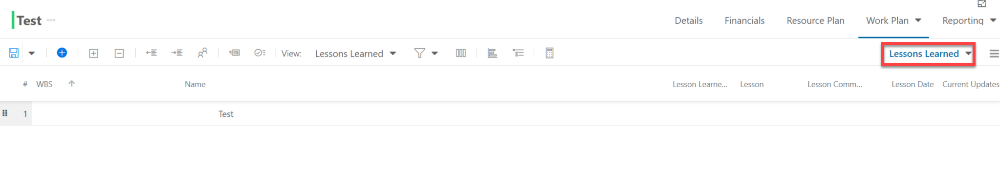 Test
Details Financials Resource Plan Work Plan Reporting
View: Lessons Learned Lessons Learned
# WBS Name Lesson Learne... Lesson Lesson Comm... Lesson Date Current Updates
1 Test